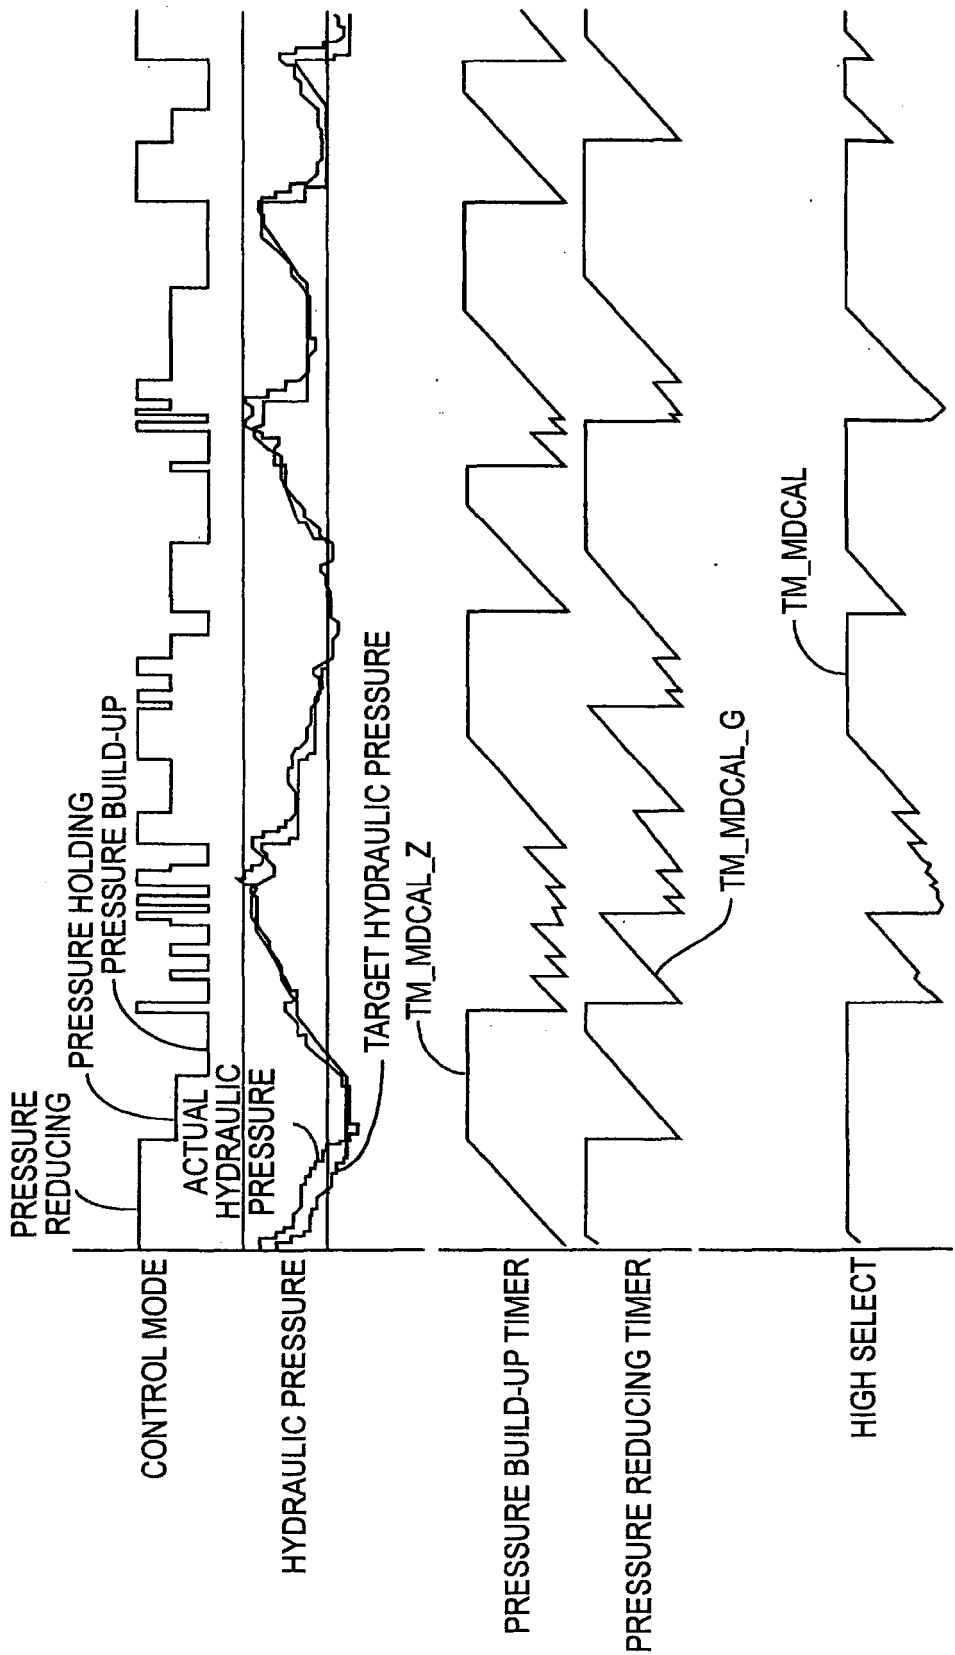 PRESSURE
REDUCING
PRESSURE HOLDING
PRESSURE BUILD-UP
CONTROL MODE
ACTUAL
HYDRAULIC
PRESSURE
HYDRAULIC PRESSURE
TARGET HYDRAULIC PRESSURE
TM_MDCAL_Z
PRESSURE BUILD-UP TIMER
PRESSURE REDUCING TIMER
TM_MDCAL_G
TM_MDCAL
HIGH SELECT